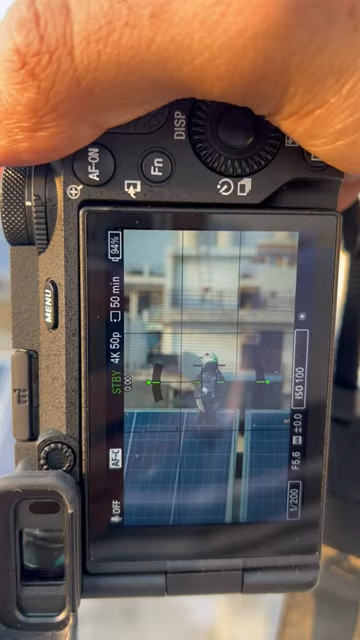 MENU
AF-ON
Fn
DISP
OFF
AF-C
STBY 4K 50p 50 min 94%
0:00
1/200 F5.6 ±0.0 ISO 100